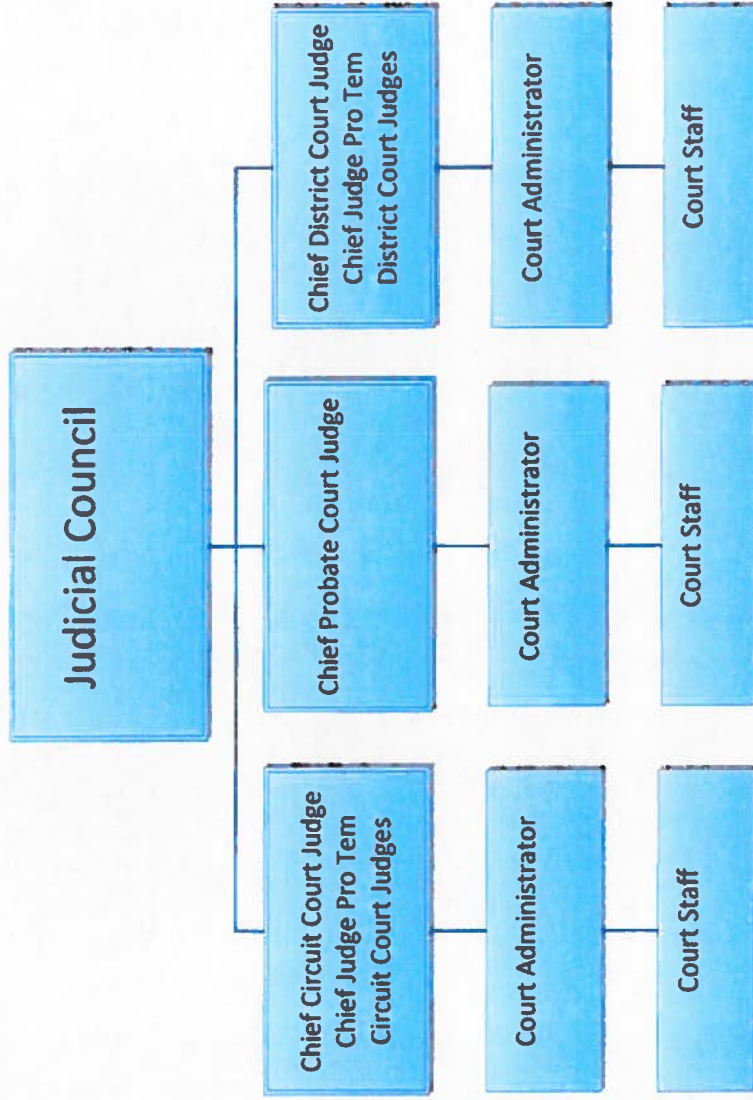 Judicial Council
Chief Circuit Court Judge
Chief Judge Pro Tem
Circuit Court Judges
Chief Probate Court Judge
Chief District Court Judge
Chief Judge Pro Tem
District Court Judges
Court Administrator
Court Administrator
Court Administrator
Court Staff
Court Staff
Court Staff